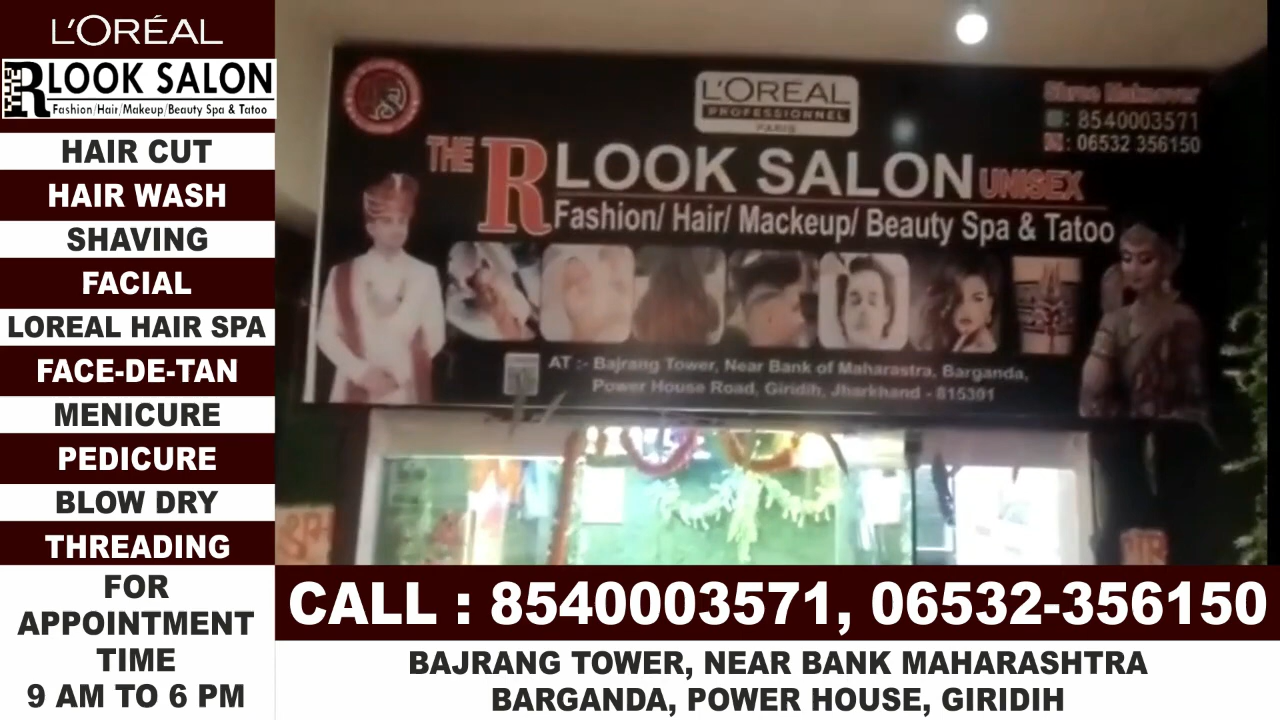 L'ORÉAL
THE R LOOK SALON
Fashion/Hair/Makeup/Beauty Spa & Tatoo
HAIR CUT
HAIR WASH
SHAVING
FACIAL
LOREAL HAIR SPA
FACE-DE-TAN
MENICURE
PEDICURE
BLOW DRY
THREADING
FOR
APPOINTMENT
TIME
9 AM TO 6 PM
L'ORÉAL
PROFESSIONNEL
PARIS
Shree Makeover
: 8540003571
: 06532 356150
THE R LOOK SALON UNISEX
Fashion/ Hair/ Mackeup/ Beauty Spa & Tatoo
AT :- Bajrang Tower, Near Bank of Maharastra, Barganda,
Power House Road, Giridih, Jharkhand - 815301
CALL : 8540003571, 06532-356150
BAJRANG TOWER, NEAR BANK MAHARASHTRA
BARGANDA, POWER HOUSE, GIRIDIH